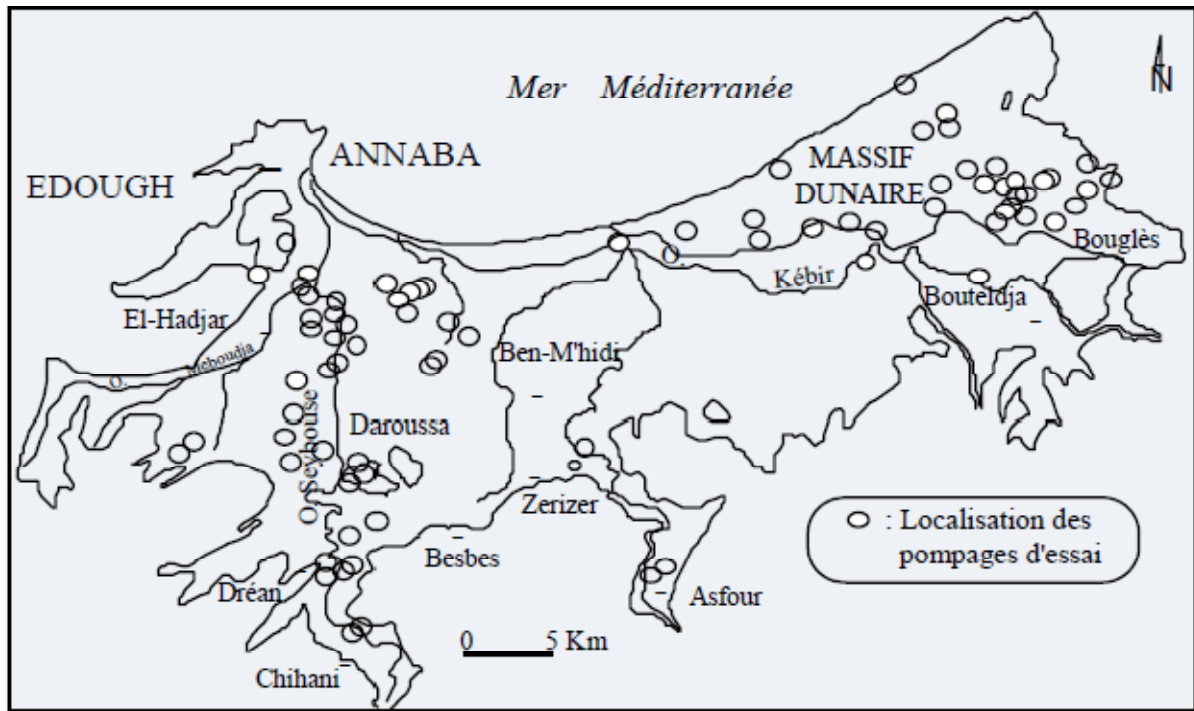 Mer Méditerranée
N
ANNABA
EDOUGH
MASSIF
DUNAIRE
Bouglès
O.
Kébir
Bouteldja
El-Hadjar
O. Meboudja
Ben-M'hidi
O. Seybouse
Daroussa
Zerizer
Besbes
Dréan
Asfour
Chihani
0 5 Km
O : Localisation des
pompages d'essai